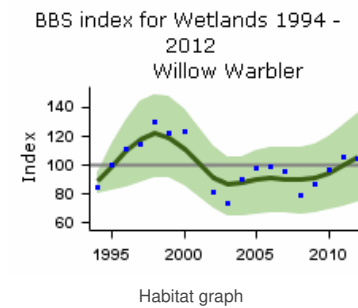 BBS index for Wetlands 1994 -
2012
Willow Warbler
Index
140
120
100
80
60
1995
2000
2005
2010
Habitat graph